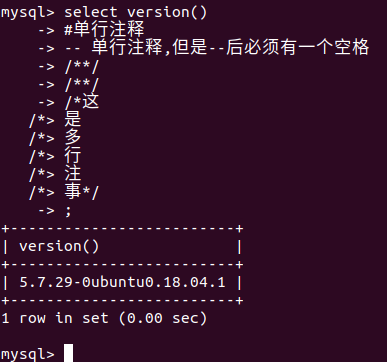 mysql> select version()
    -> #单行注释
    -> -- 单行注释,但是--后必须有一个空格
    -> /**/
    -> /**/
    -> /*这
   /*> 是
   /*> 多
   /*> 行
   /*> 注
   /*> 事*/
    -> ;
+-------------------------+
| version()               |
+-------------------------+
| 5.7.29-0ubuntu0.18.04.1 |
+-------------------------+
1 row in set (0.00 sec)
mysql>